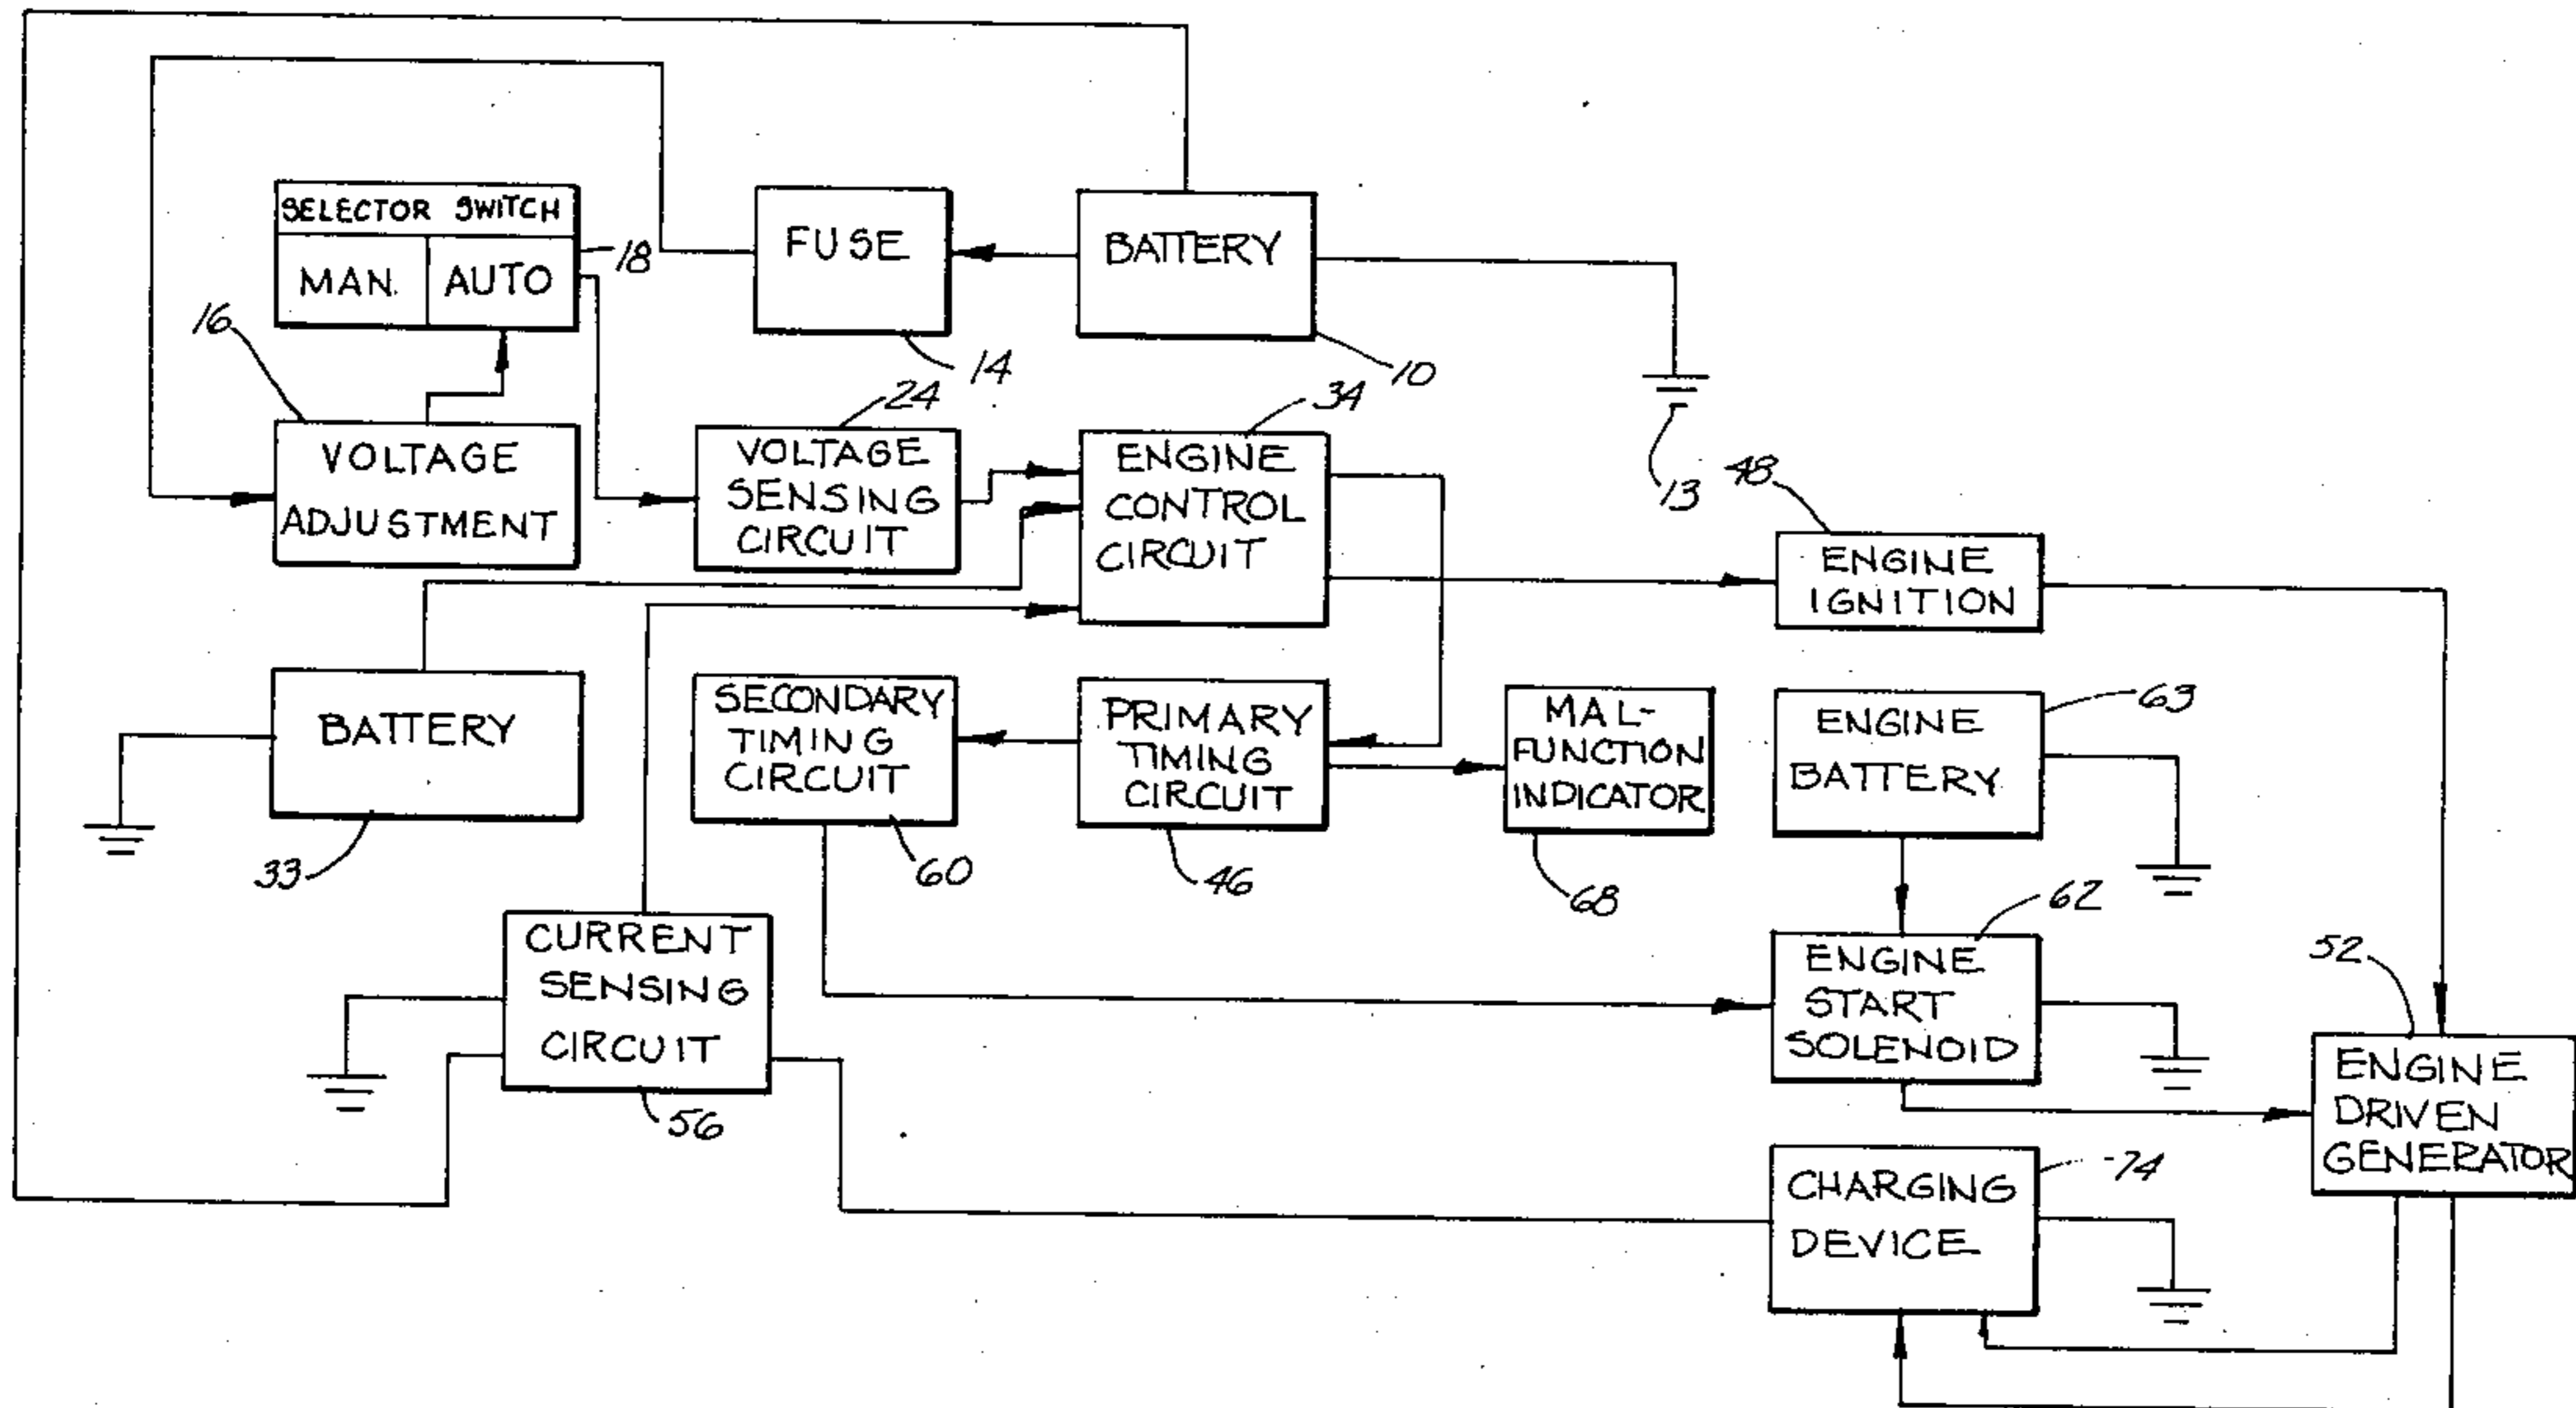 SELECTOR SWITCH
MAN.
AUTO
18
FUSE
14
BATTERY
10
13
16
VOLTAGE
ADJUSTMENT
24
VOLTAGE
SENSING
CIRCUIT
34
ENGINE
CONTROL
CIRCUIT
48
ENGINE
IGNITION
BATTERY
33
SECONDARY
TIMING
CIRCUIT
60
PRIMARY
TIMING
CIRCUIT
46
MAL-
FUNCTION
INDICATOR
68
ENGINE
BATTERY
63
CURRENT
SENSING
CIRCUIT
56
62
ENGINE
START
SOLENOID
52
ENGINE
DRIVEN
GENERATOR
CHARGING
DEVICE
74